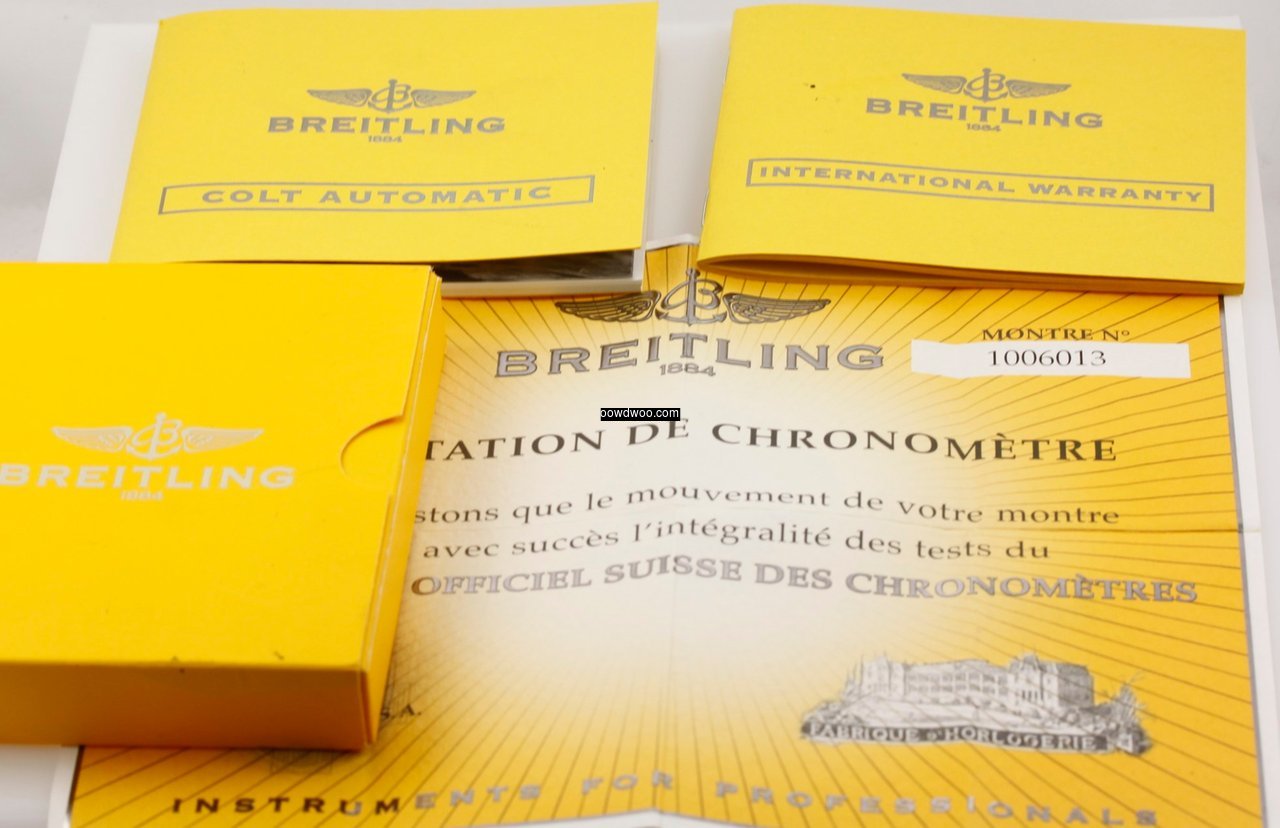 BREITLING
1884
COLT AUTOMATIC
BREITLING
1884
INTERNATIONAL WARRANTY
BREITLING
1884
BREITLING
1884
MONTRE N°
1006013
powdwoo.com
TATION DE CHRONOMÈTRE
stons que le mouvement de votre montre
avec succès l'intégralité des tests du
OFFICIEL SUISSE DES CHRONOMÈTRES
S.A.
FABRIQUE D'HORLOGERIE
INSTRUMENTS FOR PROFESSIONALS